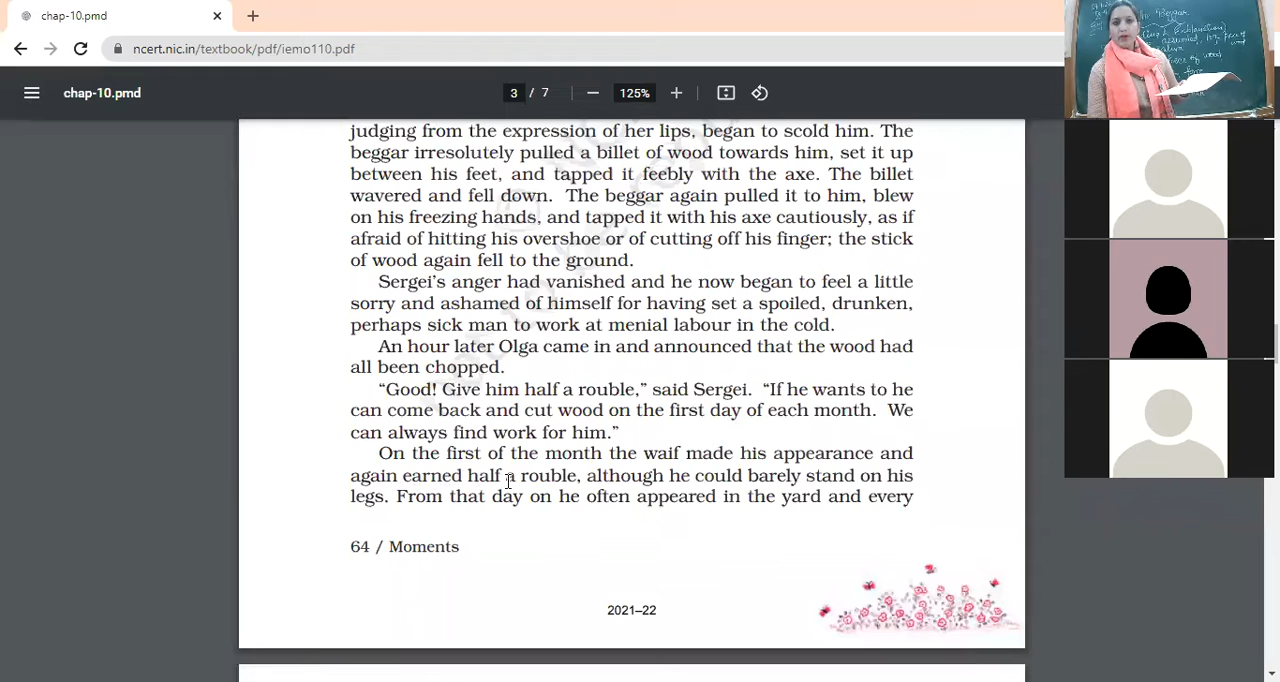 chap-10.pmd
ncert.nic.in/textbook/pdf/iemo110.pdf
chap-10.pmd
3 / 7
125%
judging from the expression of her lips, began to scold him. The
beggar irresolutely pulled a billet of wood towards him, set it up
between his feet, and tapped it feebly with the axe. The billet
wavered and fell down. The beggar again pulled it to him, blew
on his freezing hands, and tapped it with his axe cautiously, as if
afraid of hitting his overshoe or of cutting off his finger; the stick
of wood again fell to the ground.
Sergei's anger had vanished and he now began to feel a little
sorry and ashamed of himself for having set a spoiled, drunken,
perhaps sick man to work at menial labour in the cold.
An hour later Olga came in and announced that the wood had
all been chopped.
“Good! Give him half a rouble,” said Sergei. “If he wants to he
can come back and cut wood on the first day of each month. We
can always find work for him.”
On the first of the month the waif made his appearance and
again earned half a rouble, although he could barely stand on his
legs. From that day on he often appeared in the yard and every
64 / Moments
2021–22
Beggar